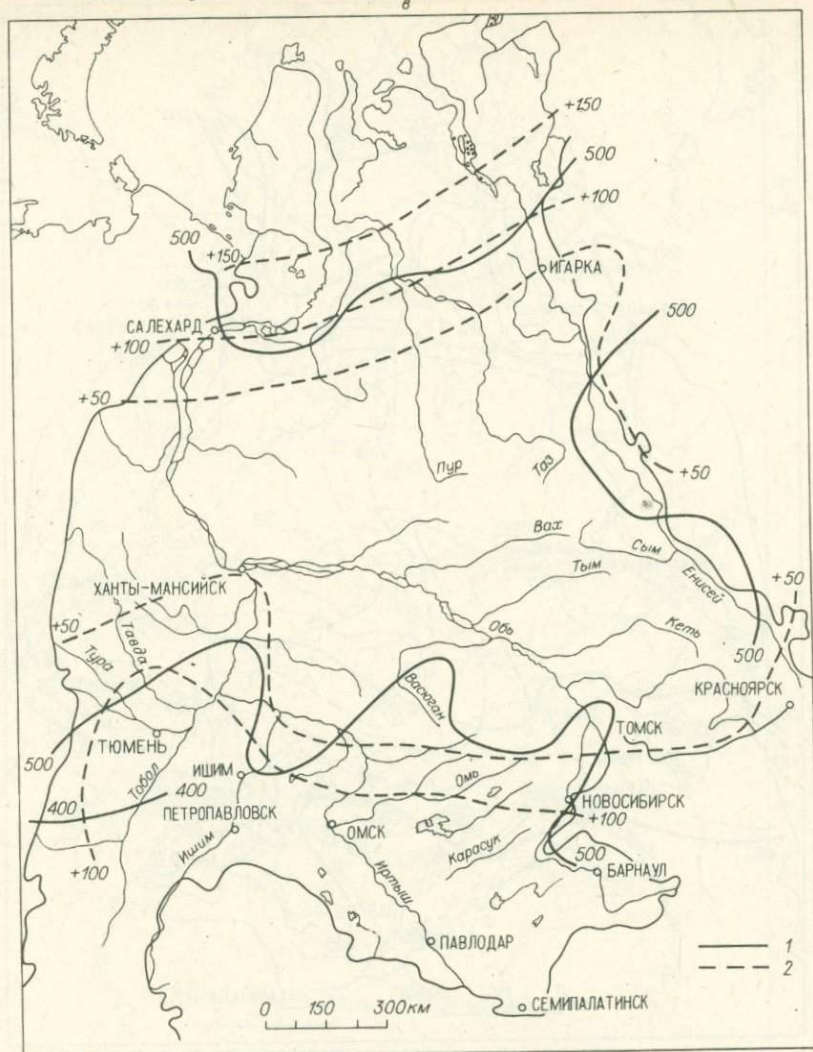 в
+150
500
+100
500
+150
ИГАРКА
САЛЕХАРД
+100
500
+50
+50
Пур
Таз
Вах
Сым
Тым
Енисей
+50
ХАНТЫ-МАНСИЙСК
Обь
Кеть
+50
Тура
Тавда
500
КРАСНОЯРСК
Васюган
ТОМСК
ТЮМЕНЬ
500
ИШИМ
Омь
Тобол
400
400
НОВОСИБИРСК
ПЕТРОПАВЛОВСК
ОМСК
+100
Ишим
Карасук
500
+100
БАРНАУЛ
Иртыш
ПАВЛОДАР
1
2
СЕМИПАЛАТИНСК
0 150 300км